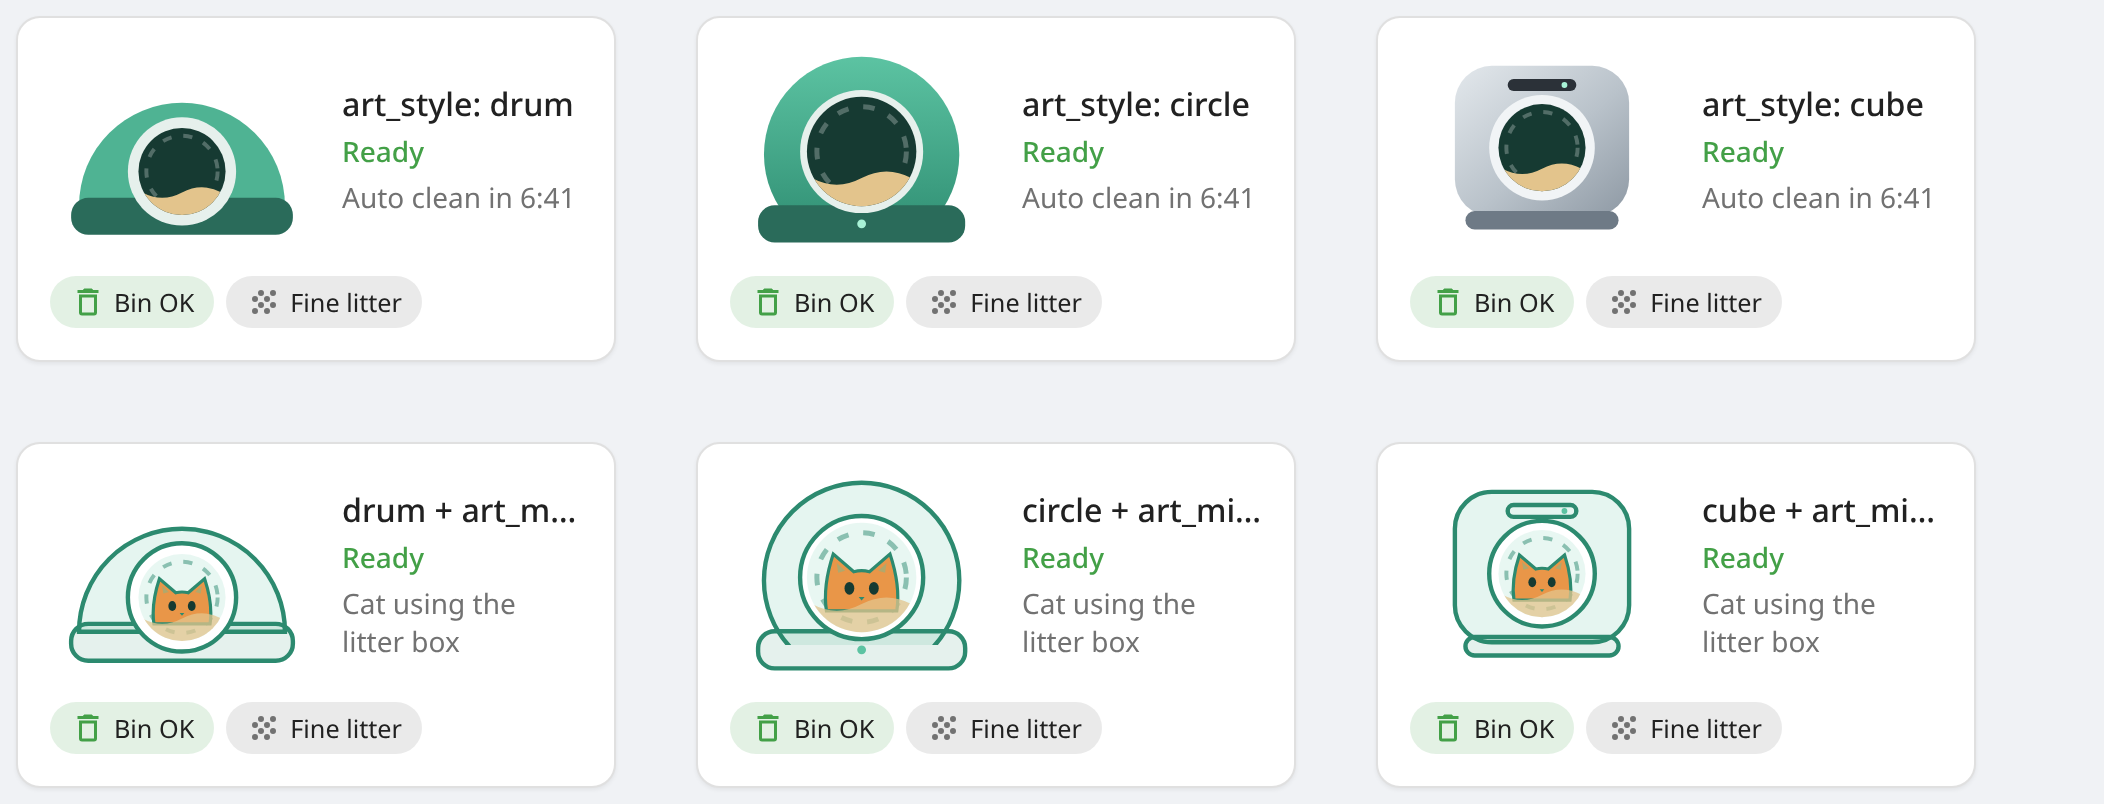 art_style: drum
Ready
Auto clean in 6:41
Bin OK
Fine litter
art_style: circle
Ready
Auto clean in 6:41
Bin OK
Fine litter
art_style: cube
Ready
Auto clean in 6:41
Bin OK
Fine litter
drum + art_m...
Ready
Cat using the
litter box
Bin OK
Fine litter
circle + art_mi...
Ready
Cat using the
litter box
Bin OK
Fine litter
cube + art_mi...
Ready
Cat using the
litter box
Bin OK
Fine litter